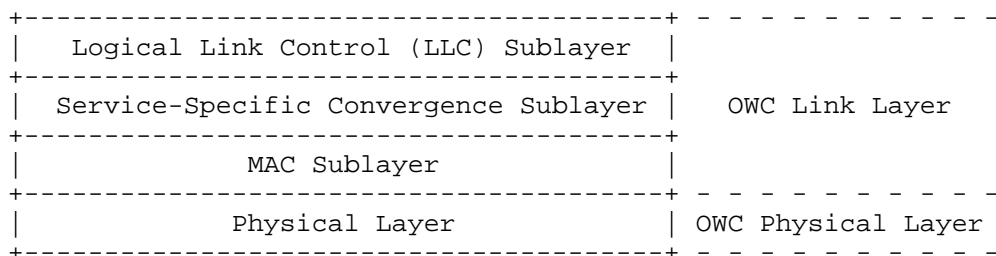 Logical Link Control (LLC) Sublayer
Service-Specific Convergence Sublayer OWC Link Layer
MAC Sublayer
Physical Layer OWC Physical Layer